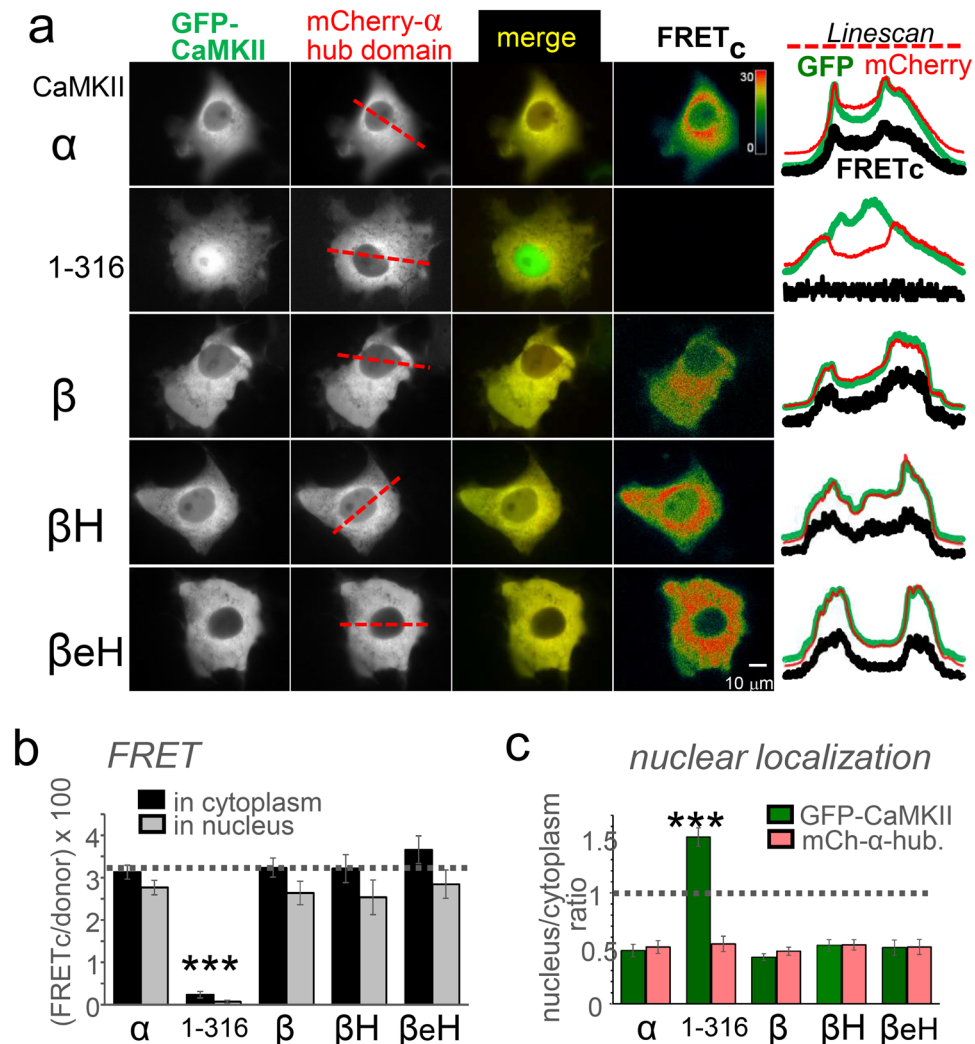 a
GFP-
CaMKII
mCherry-α
hub domain
merge
FRETc
Linescan
GFP mCherry
CaMKII
α
30
0
FRETc
1-316
β
βH
βeH
10 μm
b
FRET
(FRETc/donor) x 100
in cytoplasm
in nucleus
4
3
2
1
0
***
α
1-316
β
βH
βeH
c
nuclear localization
nucleus/cytoplasm
ratio
GFP-CaMKII
mCh-α-hub.
1.5
1
0.5
0
***
α
1-316
β
βH
βeH